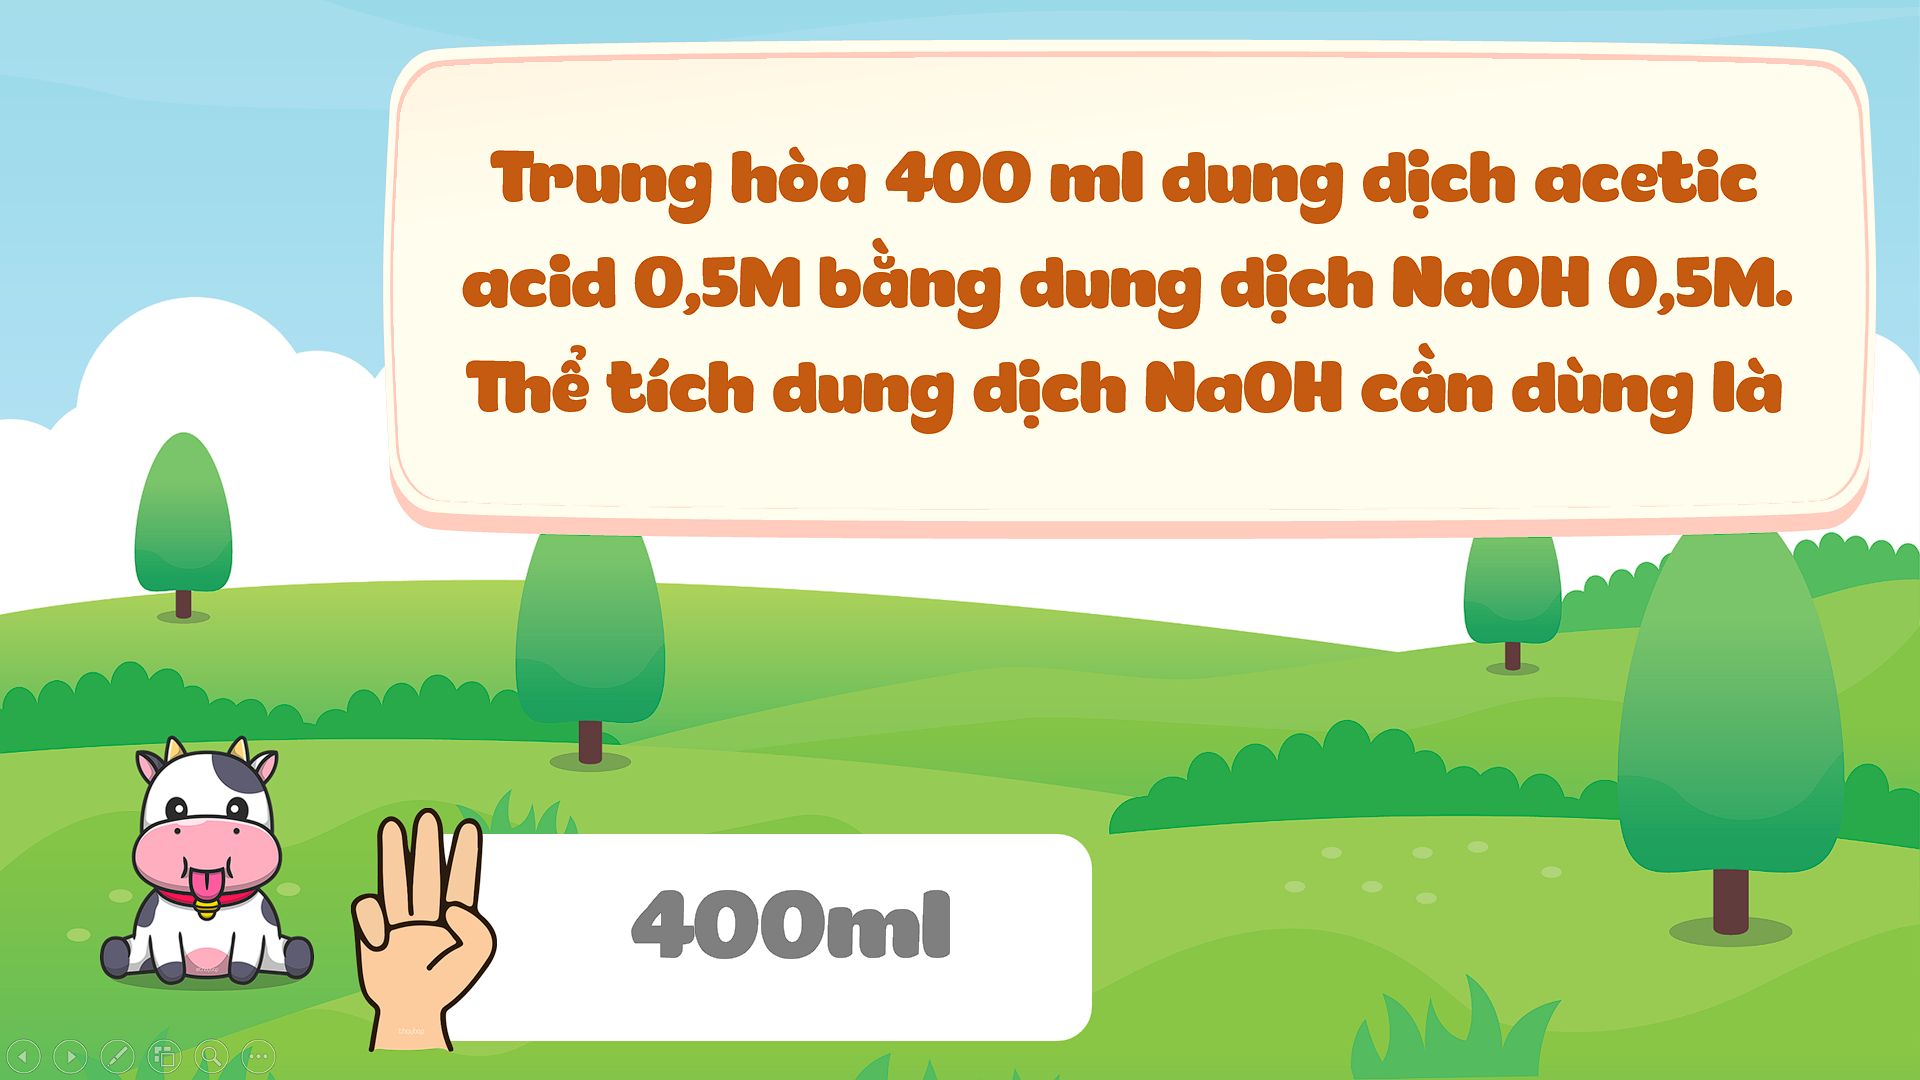 Trung hòa 400 ml dung dịch acetic
acid 0,5M bằng dung dịch NaOH 0,5M.
Thể tích dung dịch NaOH cần dùng là
400ml